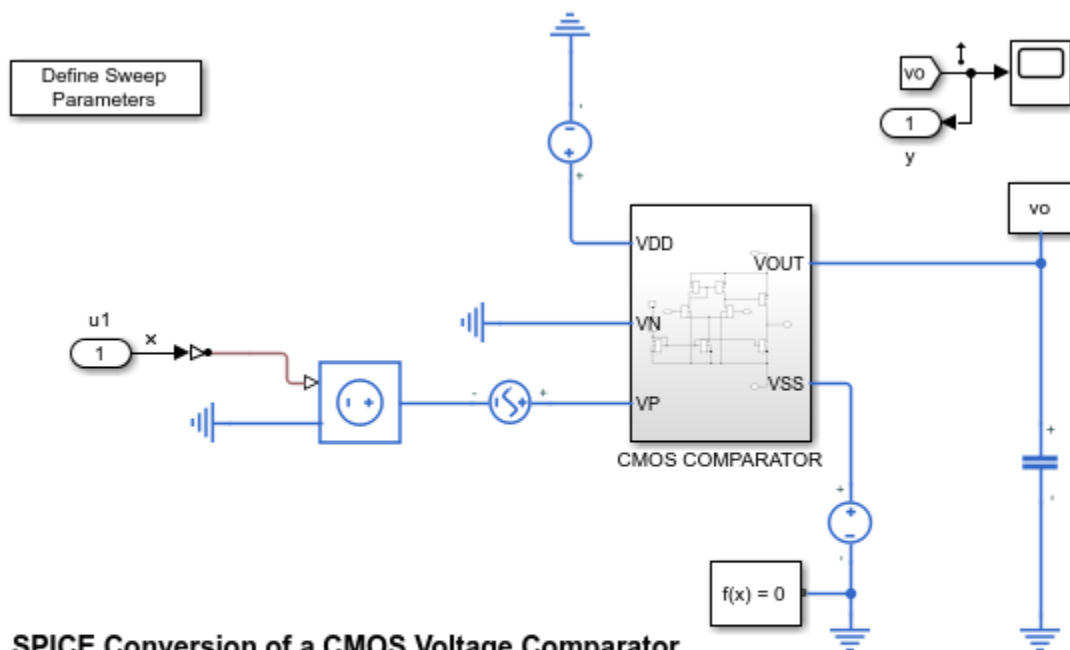 Define Sweep
Parameters
vo
1
y
vo
VDD
VOUT
u1
x
1
VN
VP
VSS
CMOS COMPARATOR
f(x) = 0
SPICE Conversion of a CMOS Voltage Comparator